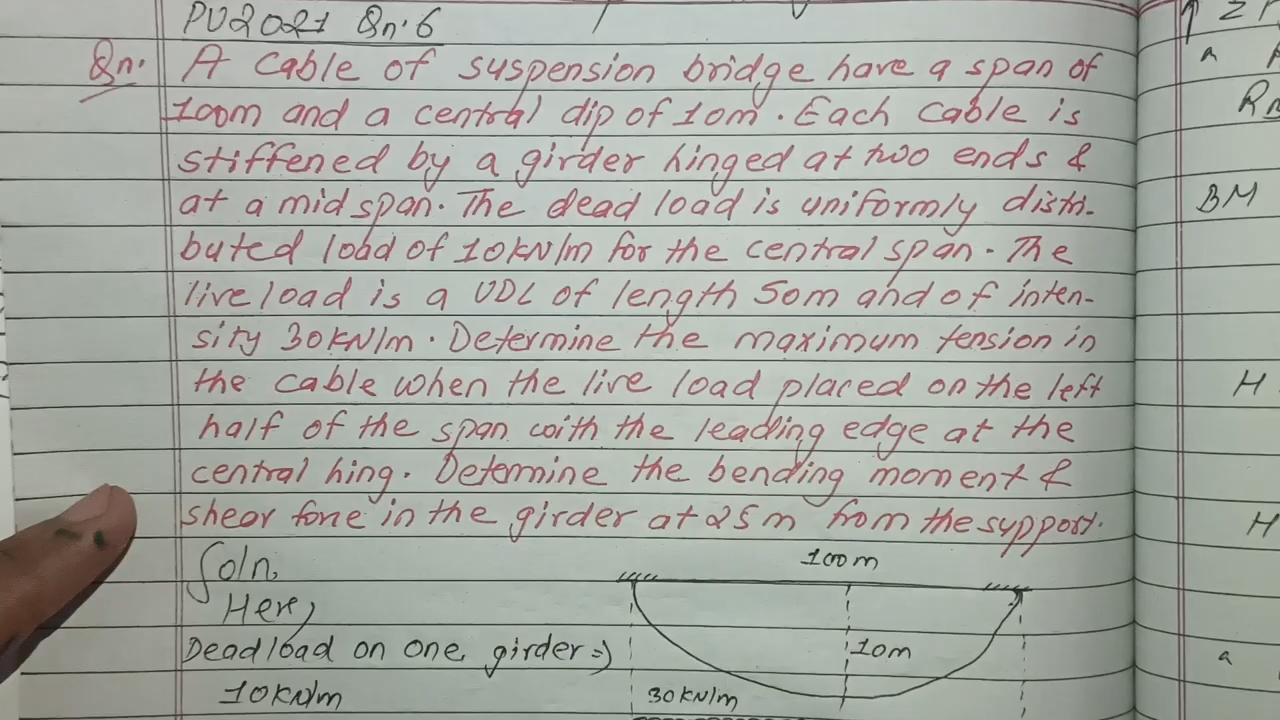 PU2021 Qn.6
Qn. A cable of suspension bridge have a span of
100m and a central dip of 10m. Each cable is
stiffened by a girder hinged at two ends &
at a mid span. The dead load is uniformly distri-
buted load of 10kN/m for the central span. The
live load is a UDL of length 50m and of inten-
sity 30kN/m. Determine the maximum tension in
the cable when the live load placed on the left
half of the span with the leading edge at the
central hing. Determine the bending moment &
shear forie in the girder at 25m from the support.
Soln,
Here,
Deadload on one girder =)
10kN/m
100m
10m
30kN/m
a
BM
H
H
a